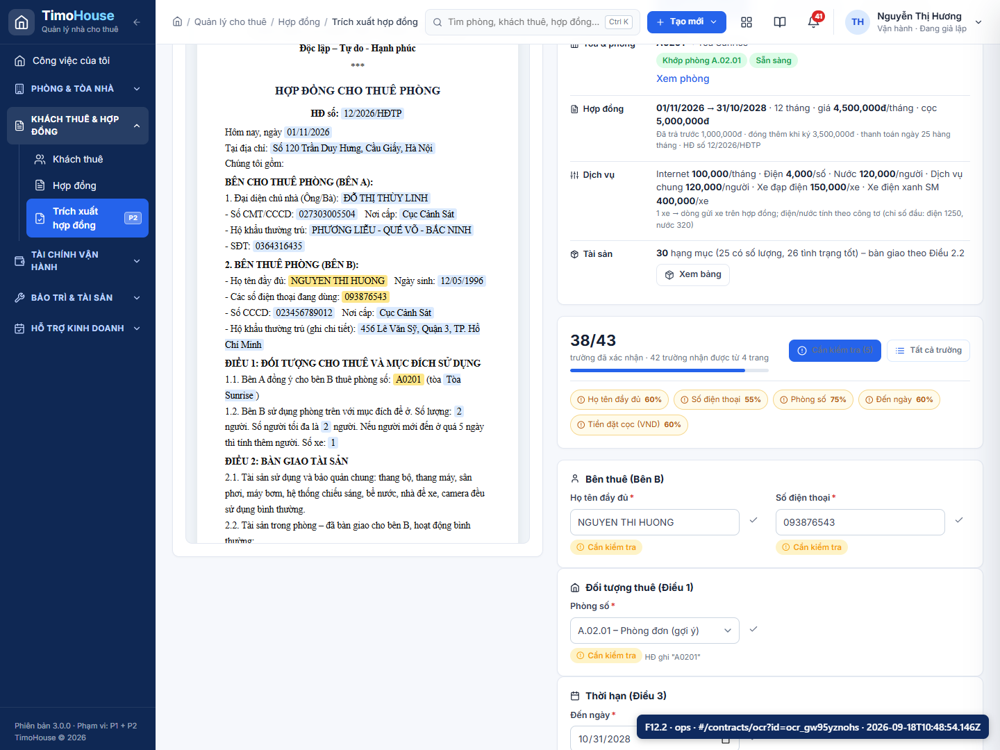 TimoHouse
Quản lý nhà cho thuê
Công việc của tôi
PHÒNG & TÒA NHÀ
KHÁCH THUÊ & HỢP
ĐỒNG
Khách thuê
Hợp đồng
Trích xuất
hợp đồng
P2
TÀI CHÍNH VẬN
HÀNH
BẢO TRÌ & TÀI SẢN
HỖ TRỢ KINH DOANH
Phiên bản 3.0.0 · Phạm vi: P1 + P2
TimoHouse © 2026
/ Quản lý cho thuê / Hợp đồng / Trích xuất hợp đồng
Tìm phòng, khách thuê, hợp đồng...
Ctrl K
Tạo mới
41
TH
Nguyễn Thị Hương
Vận hành · Đang giả lập
Độc lập – Tự do - Hạnh phúc
***
HỢP ĐỒNG CHO THUÊ PHÒNG
HĐ số: 12/2026/HĐTP
Hôm nay, ngày 01/11/2026
Tại địa chỉ: Số 120 Trần Duy Hưng, Cầu Giấy, Hà Nội
Chúng tôi gồm:
BÊN CHO THUÊ PHÒNG (BÊN A):
1. Đại diện chủ nhà (Ông/Bà): ĐỖ THỊ THÙY LINH
- Số CMT/CCCD: 027303005504 Nơi cấp: Cục Cảnh Sát
- Hộ khẩu thường trú: PHƯƠNG LIỄU - QUẾ VÕ - BẮC NINH
- SĐT: 0364316435
2. BÊN THUÊ PHÒNG (BÊN B):
- Họ tên đầy đủ: NGUYEN THI HUONG Ngày sinh: 12/05/1996
- Các số điện thoại đang dùng: 093876543
- Số CCCD: 023456789012 Nơi cấp: Cục Cảnh Sát
- Hộ khẩu thường trú (ghi chi tiết): 456 Lê Văn Sỹ, Quận 3, TP. Hồ
Chí Minh
ĐIỀU 1: ĐỐI TƯỢNG CHO THUÊ VÀ MỤC ĐÍCH SỬ DỤNG
1.1. Bên A đồng ý cho bên B thuê phòng số: A0201 (tòa Tòa
Sunrise )
1.2. Bên B sử dụng phòng trên với mục đích để ở. Số lượng: 2
người. Số người tối đa là 2 người. Nếu người mới đến ở quá 5 ngày
thì tính thêm người. Số xe: 1
ĐIỀU 2: BÀN GIAO TÀI SẢN
2.1. Tài sản sử dụng và bảo quản chung: thang bộ, thang máy, sân
phơi, máy bơm, hệ thống chiếu sáng, bể nước, nhà để xe, camera đều
sử dụng bình thường.
2.2. Tài sản trong phòng – đã bàn giao cho bên B, hoạt động bình
thường:
Tòa & phòng
A0201 · Tòa Sunrise
Khớp phòng A.02.01 Sẵn sàng
Xem phòng
Hợp đồng
01/11/2026 → 31/10/2028 · 12 tháng · giá 4,500,000đ/tháng · cọc
5,000,000đ
Đã trả trước 1,000,000đ · đóng thêm khi ký 3,500,000đ · thanh toán ngày 25 hàng
tháng · HĐ số 12/2026/HĐTP
Dịch vụ
Internet 100,000/tháng · Điện 4,000/số · Nước 120,000/người · Dịch vụ
chung 120,000/người · Xe đạp điện 150,000/xe · Xe điện xanh SM
400,000/xe
1 xe → dòng gửi xe trên hợp đồng; điện/nước tính theo công tơ (chỉ số đầu: điện 1250,
nước 320)
Tài sản
30 hạng mục (25 có số lượng, 26 tình trạng tốt) – bàn giao theo Điều 2.2
Xem bảng
38/43
trường đã xác nhận · 42 trường nhận được từ 4 trang
Cần kiểm tra (5)
Tất cả trường
Họ tên đầy đủ 60%
Số điện thoại 55%
Phòng số 75%
Đến ngày 60%
Tiền đặt cọc (VND) 60%
Bên thuê (Bên B)
Họ tên đầy đủ * Số điện thoại *
NGUYEN THI HUONG 093876543
Cần kiểm tra Cần kiểm tra
Đối tượng thuê (Điều 1)
Phòng số *
A.02.01 – Phòng đơn (gợi ý)
Cần kiểm tra HĐ ghi "A0201"
Thời hạn (Điều 3)
Đến ngày *
10/31/2028
F12.2 · ops · #/contracts/ocr?id=ocr_gw95yznohs · 2026-09-18T10:48:54.146Z